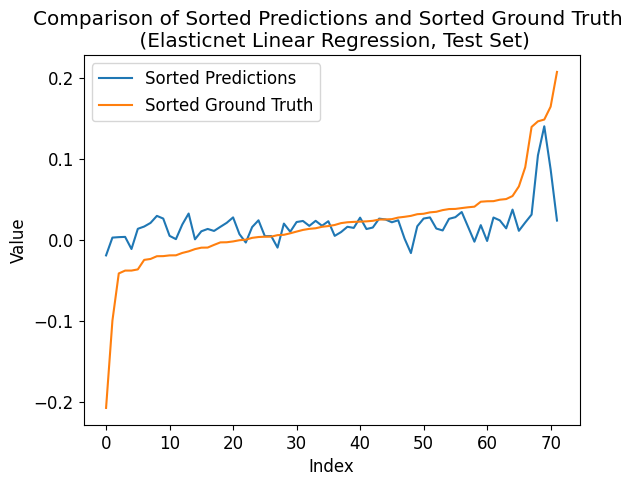 Comparison of Sorted Predictions and Sorted Ground Truth
(Elasticnet Linear Regression, Test Set)
Sorted Predictions
Sorted Ground Truth
Value
0.2
0.1
0.0
−0.1
−0.2
0 10 20 30 40 50 60 70
Index